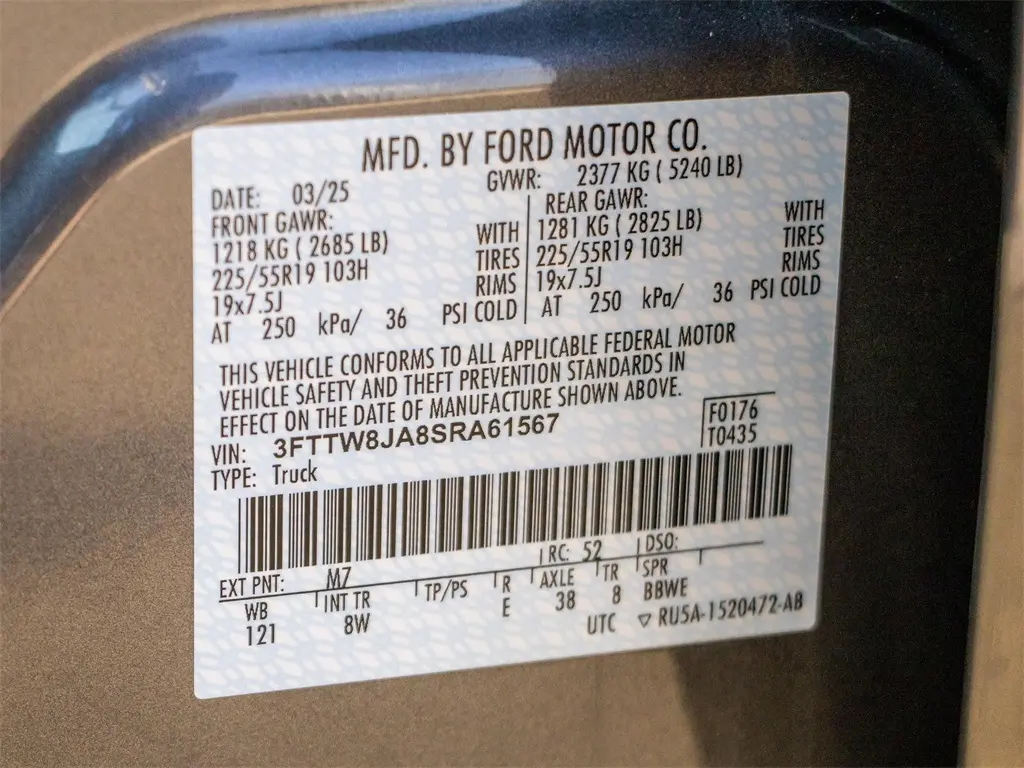 MFD. BY FORD MOTOR CO.
DATE: 03/25 GVWR: 2377 KG ( 5240 LB)
FRONT GAWR: REAR GAWR:
1218 KG ( 2685 LB) WITH 1281 KG ( 2825 LB) WITH
225/55R19 103H TIRES 225/55R19 103H TIRES
19x7.5J RIMS 19x7.5J RIMS
AT 250 kPa/ 36 PSI COLD AT 250 kPa/ 36 PSI COLD
THIS VEHICLE CONFORMS TO ALL APPLICABLE FEDERAL MOTOR
VEHICLE SAFETY AND THEFT PREVENTION STANDARDS IN
EFFECT ON THE DATE OF MANUFACTURE SHOWN ABOVE.
VIN: 3FTTW8JA8SRA61567 F0176
TYPE: Truck T0435
EXT PNT: M7 RC: 52 DSO:
WB INT TR TP/PS R AXLE TR SPR
121 8W E 38 8 BBWE
UTC ▽ RU5A-1520472-AB